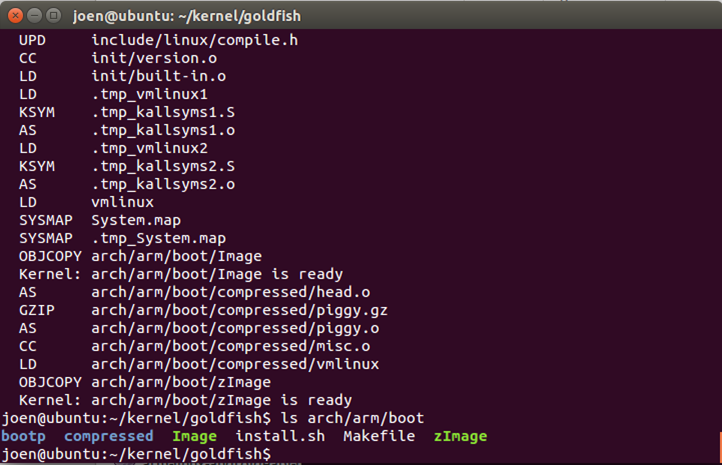 joen@ubuntu: ~/kernel/goldfish
UPD     include/linux/compile.h
CC      init/version.o
LD      init/built-in.o
LD      .tmp_vmlinux1
KSYM    .tmp_kallsyms1.S
AS      .tmp_kallsyms1.o
LD      .tmp_vmlinux2
KSYM    .tmp_kallsyms2.S
AS      .tmp_kallsyms2.o
LD      vmlinux
SYSMAP  System.map
SYSMAP  .tmp_System.map
OBJCOPY arch/arm/boot/Image
Kernel: arch/arm/boot/Image is ready
AS      arch/arm/boot/compressed/head.o
GZIP    arch/arm/boot/compressed/piggy.gz
AS      arch/arm/boot/compressed/piggy.o
CC      arch/arm/boot/compressed/misc.o
LD      arch/arm/boot/compressed/vmlinux
OBJCOPY arch/arm/boot/zImage
Kernel: arch/arm/boot/zImage is ready
joen@ubuntu:~/kernel/goldfish$ ls arch/arm/boot
bootp  compressed  Image  install.sh  Makefile  zImage
joen@ubuntu:~/kernel/goldfish$